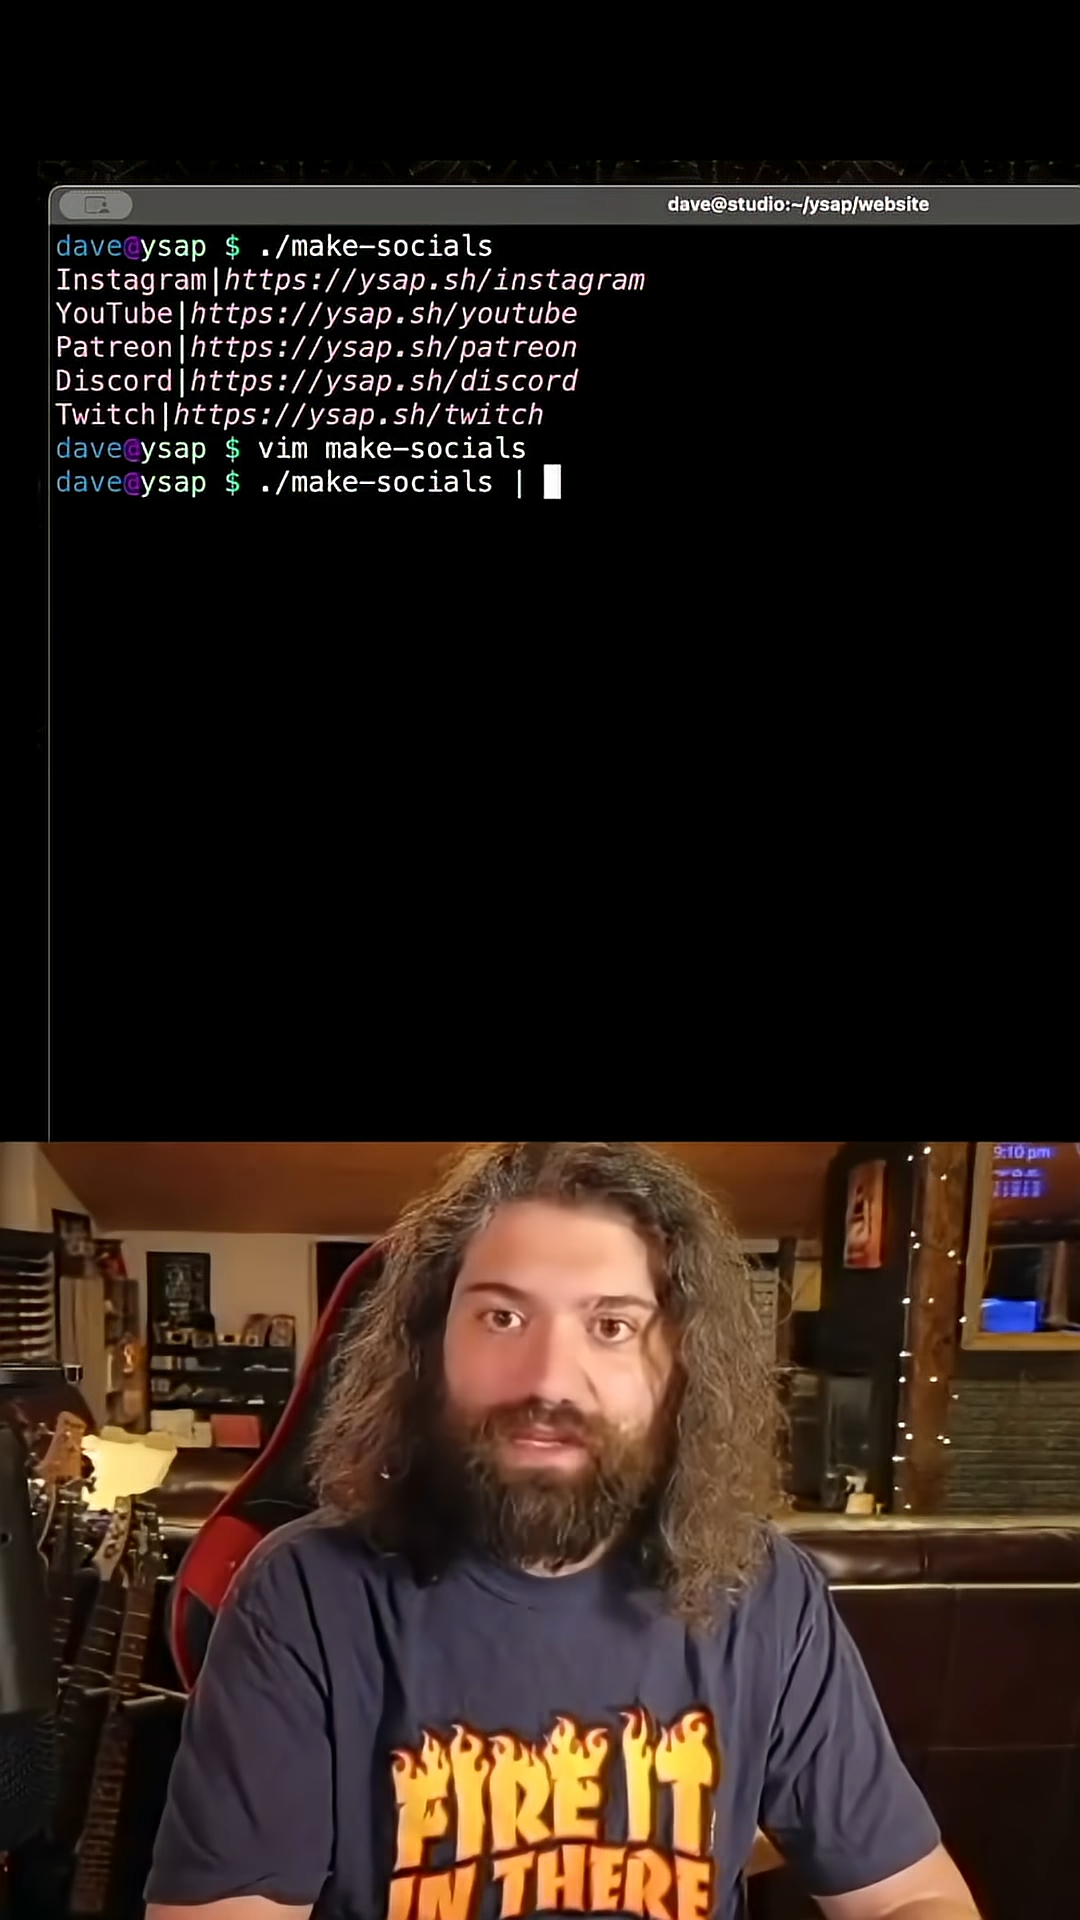 dave@studio:~/ysap/website
dave@ysap $ ./make-socials
Instagram|https://ysap.sh/instagram
YouTube|https://ysap.sh/youtube
Patreon|https://ysap.sh/patreon
Discord|https://ysap.sh/discord
Twitch|https://ysap.sh/twitch
dave@ysap $ vim make-socials
dave@ysap $ ./make-socials |
9:10 pm
FIRE IT
IN THERE